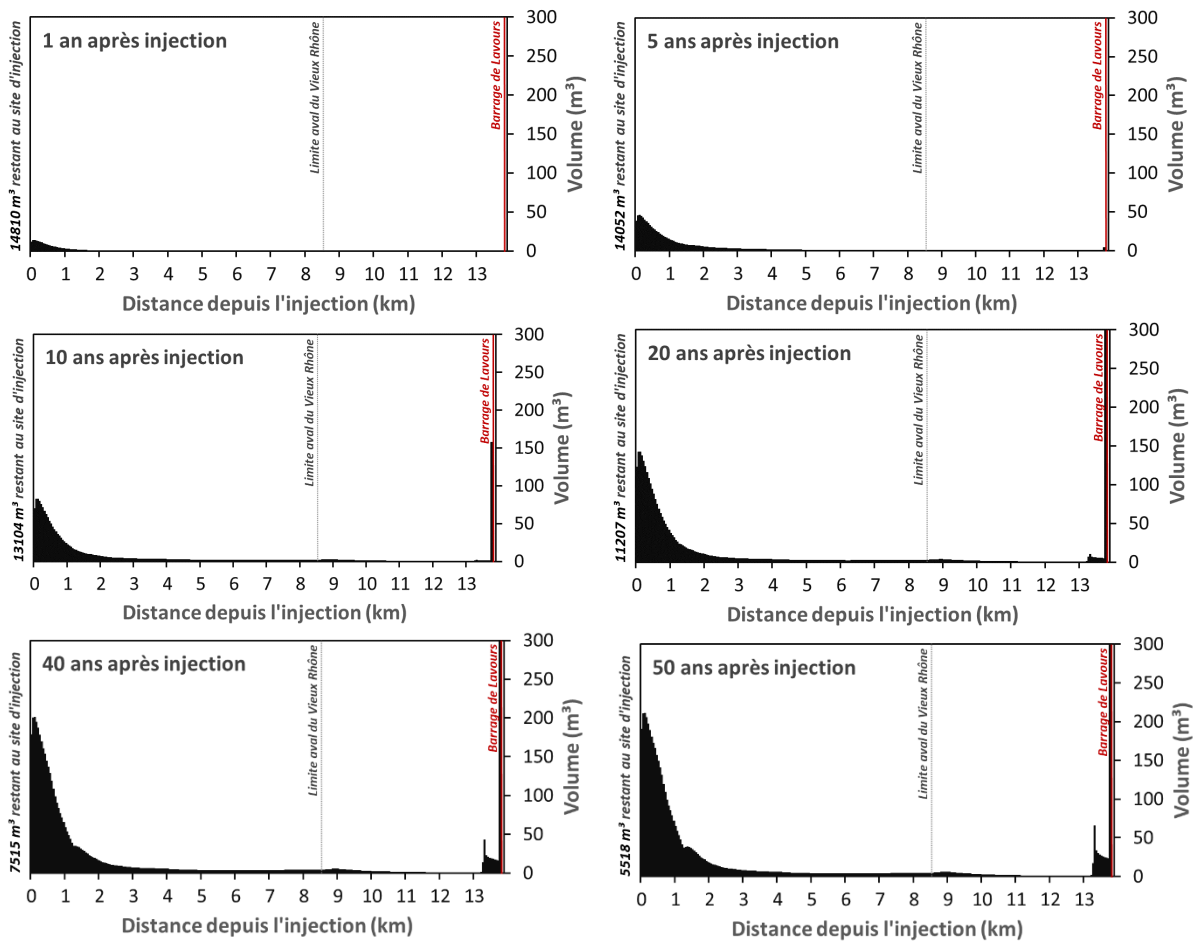 1 an après injection
14810 m³ restant au site d'injection
Limite aval du Vieux Rhône
Barrage de Lavours
300
250
200
150
100
50
0
Volume (m³)
0 1 2 3 4 5 6 7 8 9 10 11 12 13
Distance depuis l'injection (km)
5 ans après injection
14052 m³ restant au site d'injection
Limite aval du Vieux Rhône
Barrage de Lavours
300
250
200
150
100
50
0
Volume (m³)
0 1 2 3 4 5 6 7 8 9 10 11 12 13
Distance depuis l'injection (km)
10 ans après injection
13104 m³ restant au site d'injection
Limite aval du Vieux Rhône
Barrage de Lavours
300
250
200
150
100
50
0
Volume (m³)
0 1 2 3 4 5 6 7 8 9 10 11 12 13
Distance depuis l'injection (km)
20 ans après injection
11207 m³ restant au site d'injection
Limite aval du Vieux Rhône
Barrage de Lavours
300
250
200
150
100
50
0
Volume (m³)
0 1 2 3 4 5 6 7 8 9 10 11 12 13
Distance depuis l'injection (km)
40 ans après injection
7515 m³ restant au site d'injection
Limite aval du Vieux Rhône
Barrage de Lavours
300
250
200
150
100
50
0
Volume (m³)
0 1 2 3 4 5 6 7 8 9 10 11 12 13
Distance depuis l'injection (km)
50 ans après injection
5518 m³ restant au site d'injection
Limite aval du Vieux Rhône
Barrage de Lavours
300
250
200
150
100
50
0
Volume (m³)
0 1 2 3 4 5 6 7 8 9 10 11 12 13
Distance depuis l'injection (km)